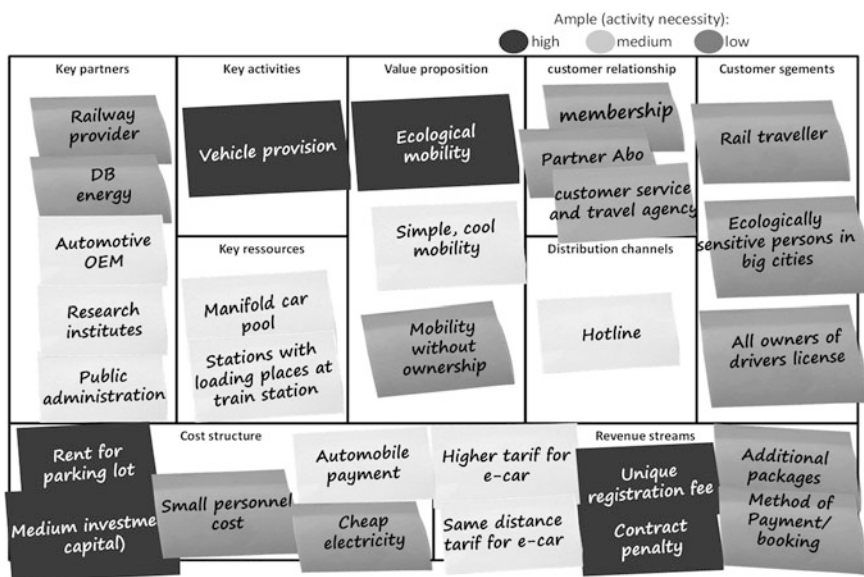 Ample (activity necessity):
high medium low
Key partners
Railway
provider
DB
energy
Automotive
OEM
Research
institutes
Public
administration
Key activities
Vehicle provision
Key ressources
Manifold car
pool
Stations with
loading places at
train station
Value proposition
Ecological
mobility
Simple, cool
mobility
Mobility
without
ownership
customer relationship
membership
Partner Abo
customer service
and travel agency
Distribution channels
Hotline
Customer sgements
Rail traveller
Ecologically
sensitive persons in
big cities
All owners of
drivers license
Cost structure
Rent for
parking lot
Medium investme
capital)
Small personnel
cost
Automobile
payment
Cheap
electricity
Revenue streams
Higher tarif for
e-car
Same distance
tarif for e-car
Unique
registration fee
Contract
penalty
Additional
packages
Method of
Payment/
booking